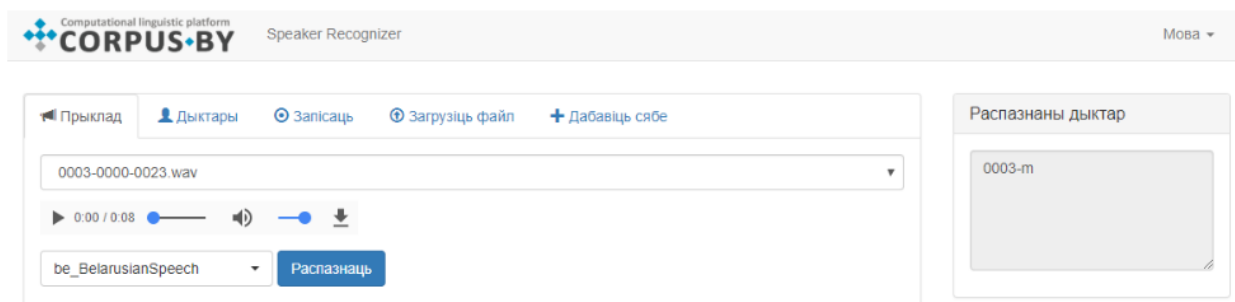 Computational linguistic platform
CORPUS BY
Speaker Recognizer
Мова
Прыклад
Дыктары
Запісаць
Загрузіць файл
Дабавіць сябе
0003-0000-0023.wav
0:00 / 0:08
be_BelarusianSpeech
Распазнаць
Распазнаны дыктар
0003-m